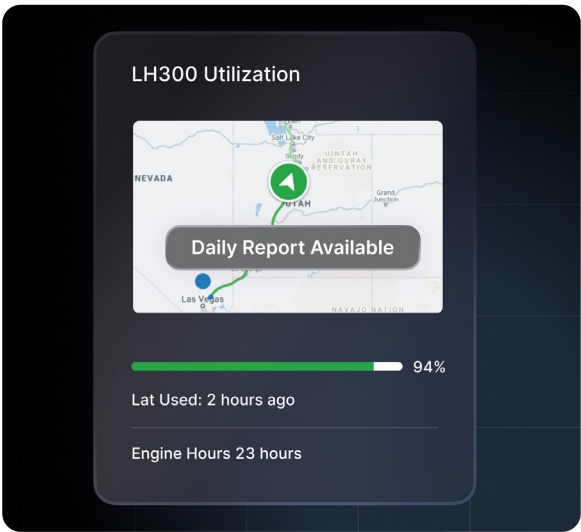 LH300 Utilization
Salt Lake City
Sandy
UINTAH
AND OURAY
RESERVATION
NEVADA
Grand
Junction
UTAH
Daily Report Available
Las Vegas
NAVAJO NATION
94%
Lat Used: 2 hours ago
Engine Hours 23 hours